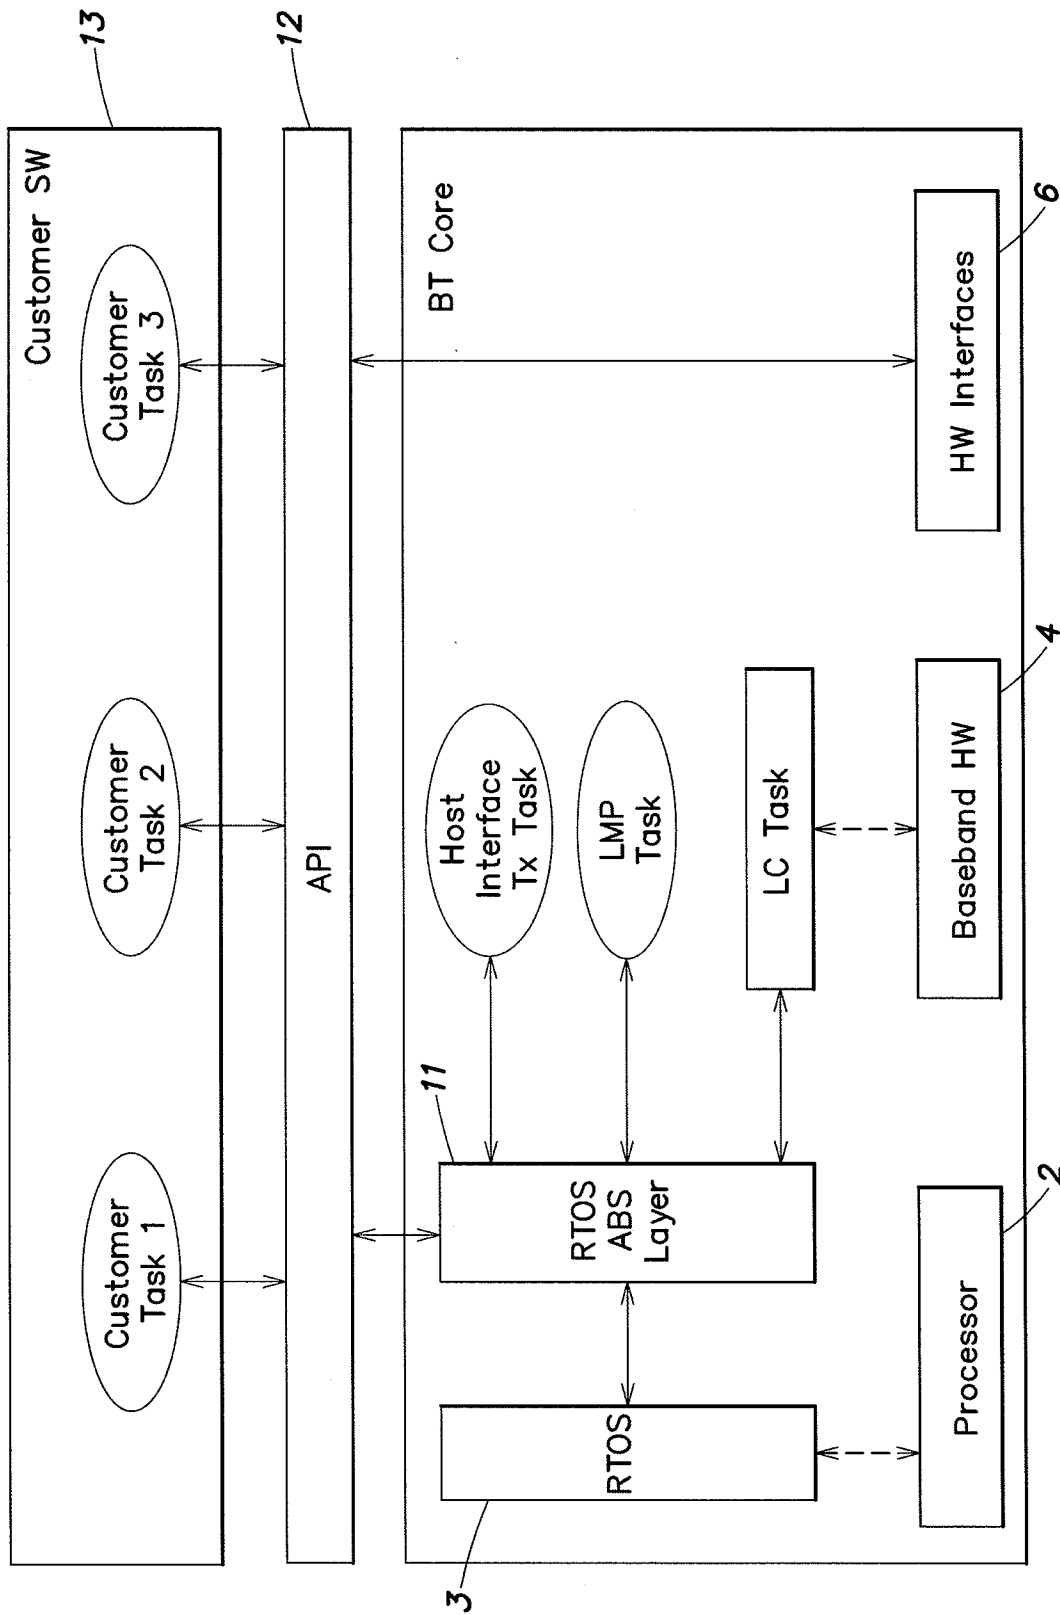 Customer SW
13
Customer
Task 1
Customer
Task 2
Customer
Task 3
12
API
BT Core
11
3
RTOS
RTOS
ABS
Layer
Host
Interface
Tx Task
LMP
Task
LC Task
Processor
2
Baseband HW
4
HW Interfaces
6